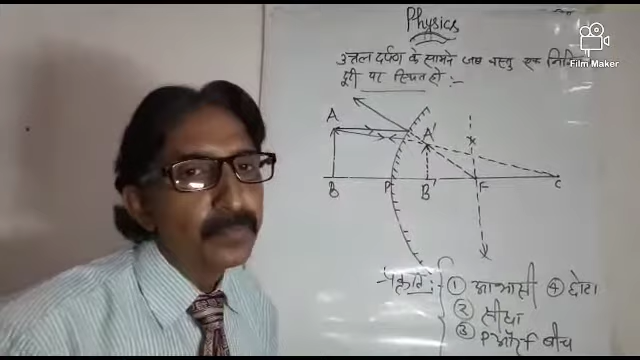 Physics
उत्तल दर्पण के सामने जब वस्तु एक निश्चित
दूरी पर स्थित हो :-
Film Maker
A
A'
B
P
B'
F
C
प्रकृति :-
① आभासी ④ छोटा
② सीधा
③ P और F बीच